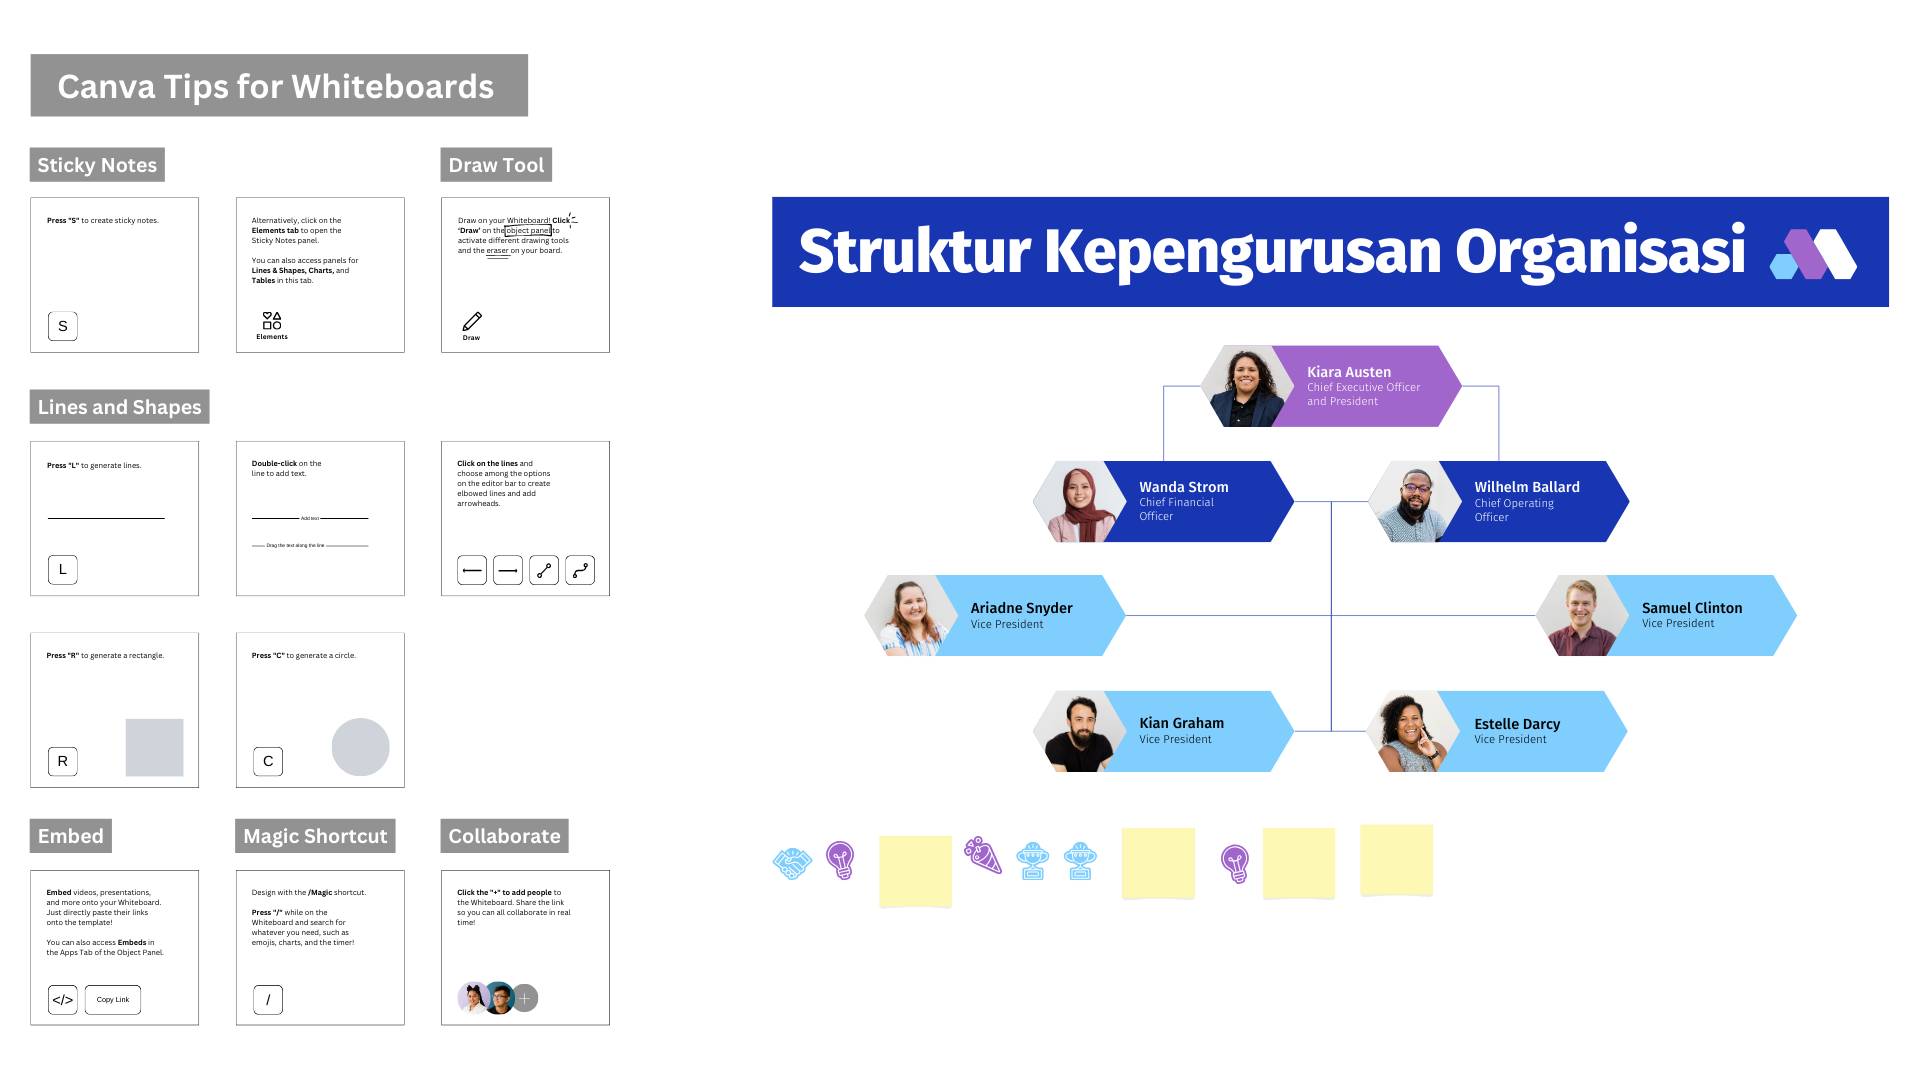 Canva Tips for Whiteboards
Sticky Notes
Press "S" to create sticky notes.
S
Alternatively, click on the
Elements tab to open the
Sticky Notes panel.
You can also access panels for
Lines & Shapes, Charts, and
Tables in this tab.
Elements
Draw Tool
Draw on your Whiteboard! Click
'Draw' on the object panel to
activate different drawing tools
and the eraser on your board.
Draw
Lines and Shapes
Press "L" to generate lines.
L
Double-click on the
line to add text.
Add text
Drag the text along the line
Click on the lines and
choose among the options
on the editor bar to create
elbowed lines and add
arrowheads.
Press "R" to generate a rectangle.
R
Press "C" to generate a circle.
C
Embed
Embed videos, presentations,
and more onto your Whiteboard.
Just directly paste their links
onto the template!
You can also access Embeds in
the Apps Tab of the Object Panel.
</>
Copy Link
Magic Shortcut
Design with the /Magic shortcut.
Press "/" while on the
Whiteboard and search for
whatever you need, such as
emojis, charts, and the timer!
/
Collaborate
Click the "+" to add people to
the Whiteboard. Share the link
so you can all collaborate in real
time!
Struktur Kepengurusan Organisasi
Kiara Austen
Chief Executive Officer
and President
Wanda Strom
Chief Financial
Officer
Wilhelm Ballard
Chief Operating
Officer
Ariadne Snyder
Vice President
Samuel Clinton
Vice President
Kian Graham
Vice President
Estelle Darcy
Vice President